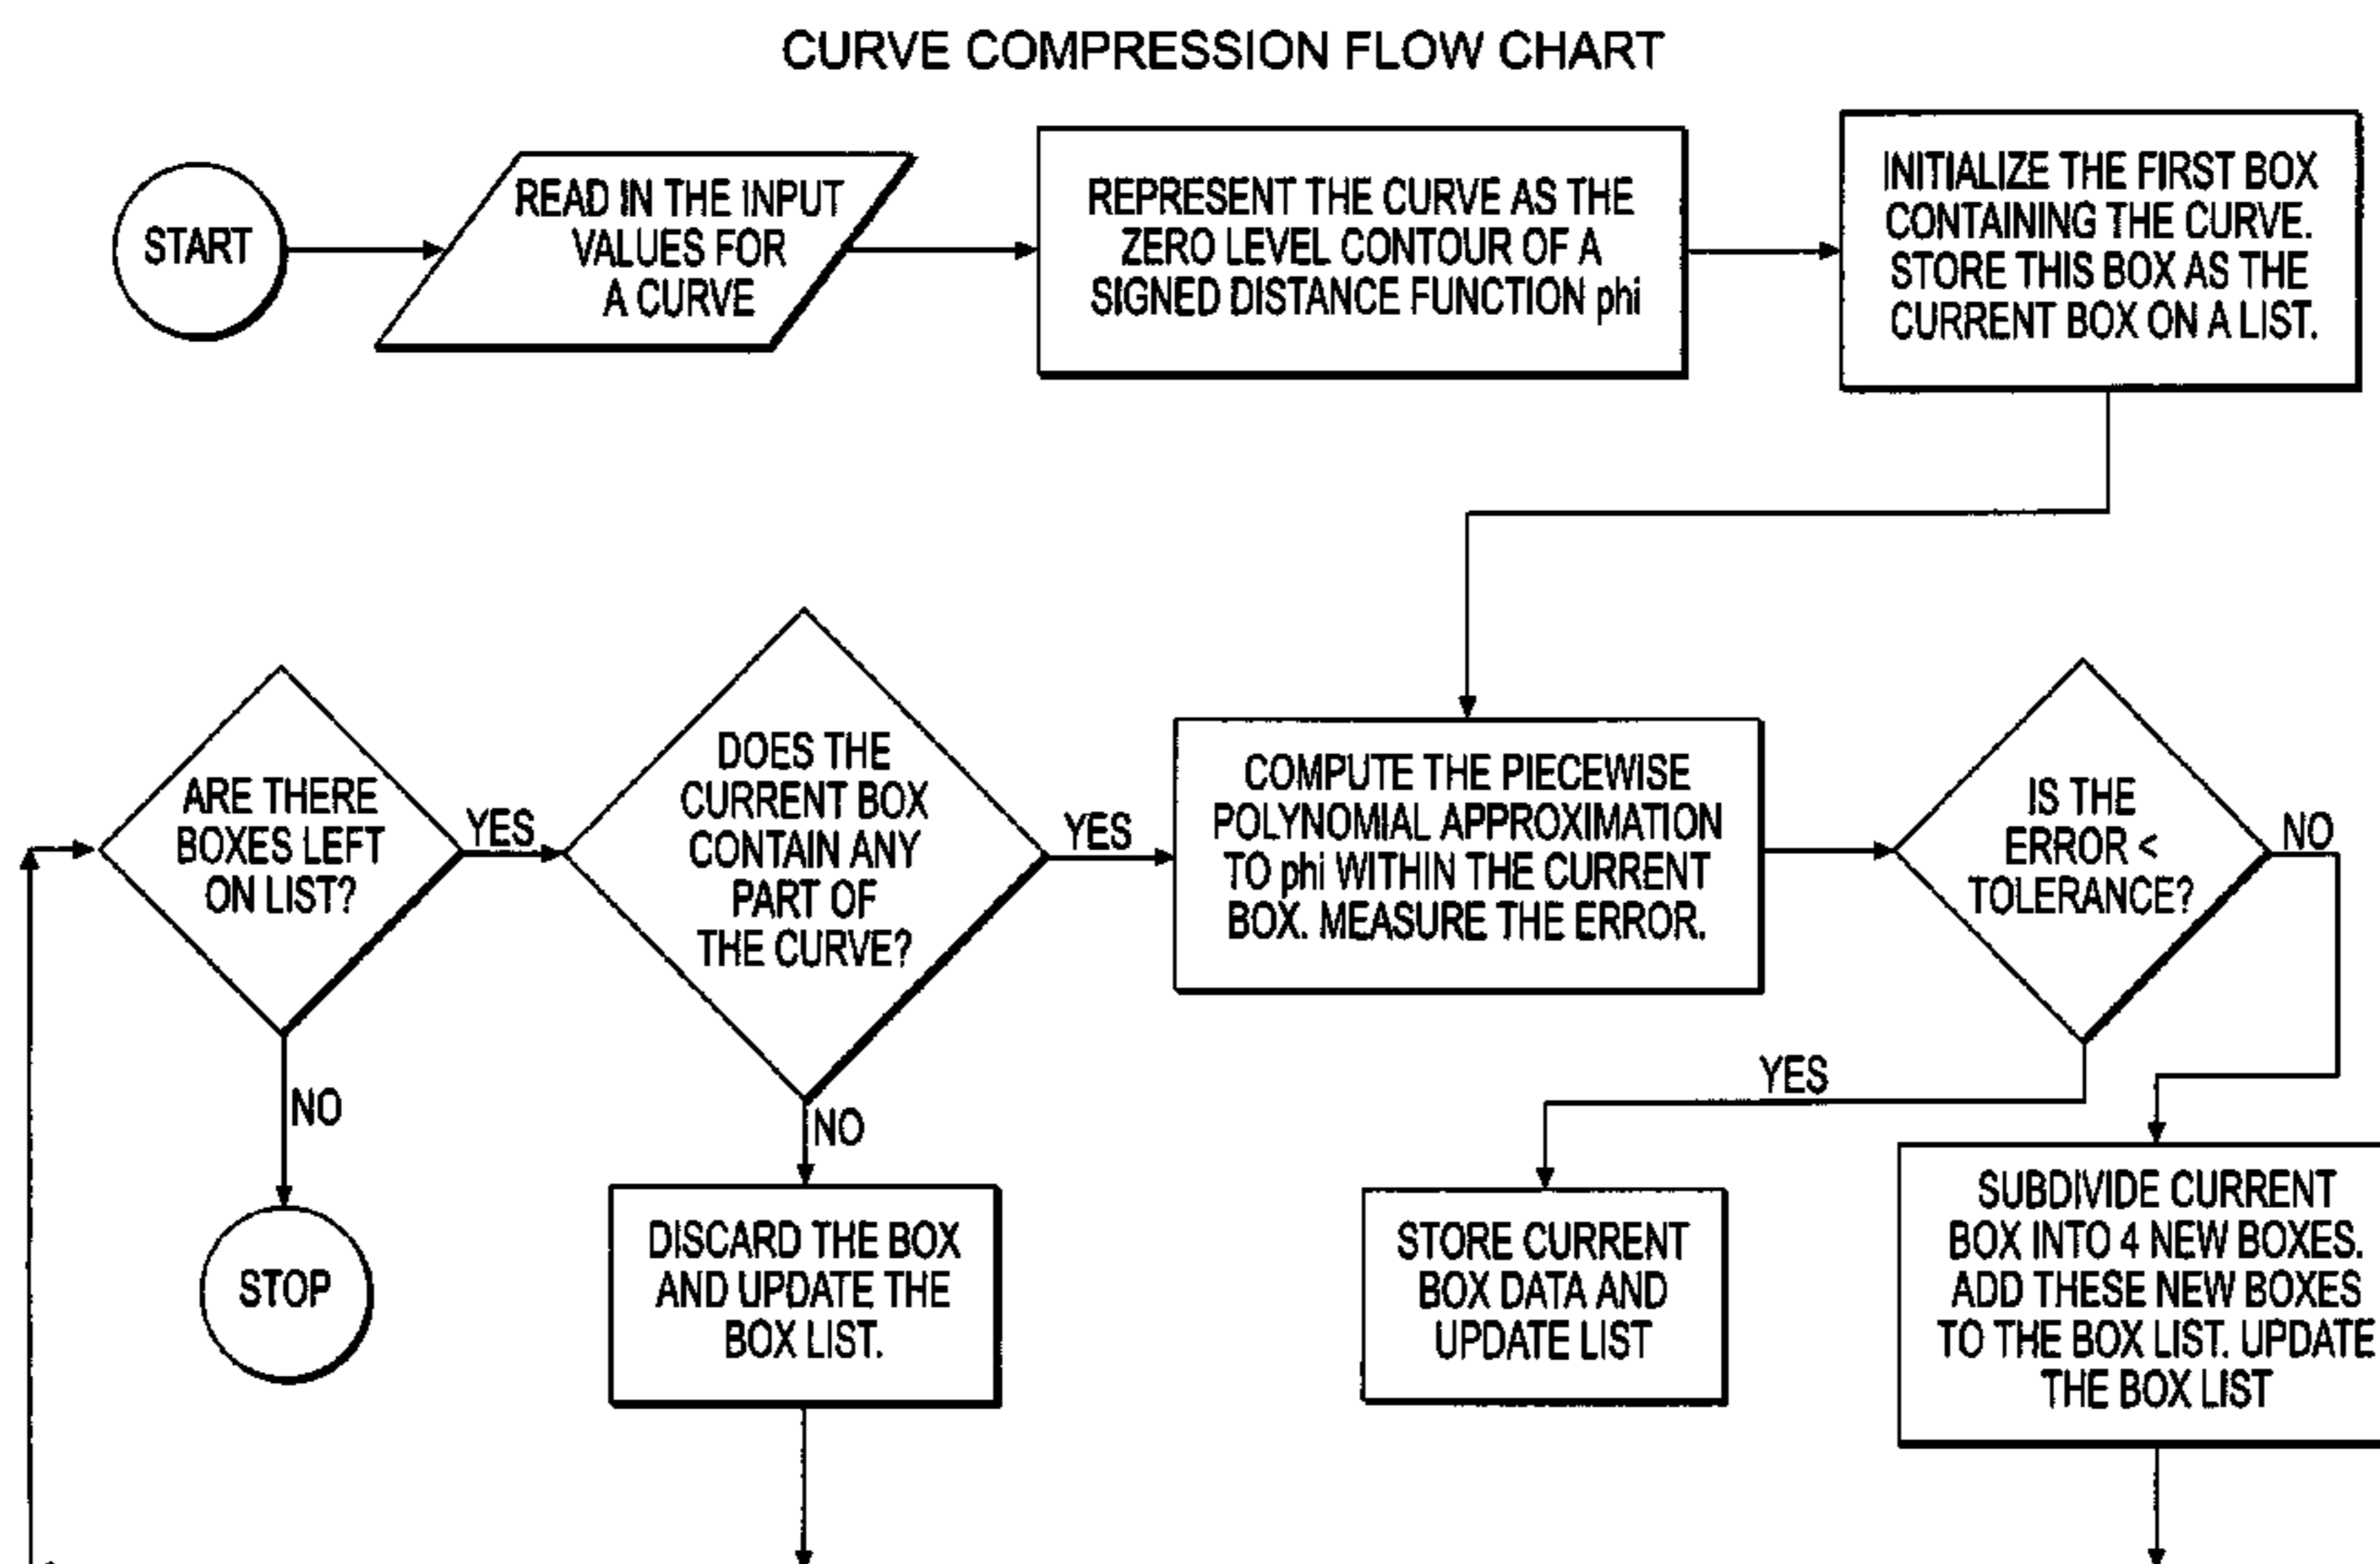 CURVE COMPRESSION FLOW CHART
START
READ IN THE INPUT
VALUES FOR
A CURVE
REPRESENT THE CURVE AS THE
ZERO LEVEL CONTOUR OF A
SIGNED DISTANCE FUNCTION phi
INITIALIZE THE FIRST BOX
CONTAINING THE CURVE.
STORE THIS BOX AS THE
CURRENT BOX ON A LIST.
ARE THERE
BOXES LEFT
ON LIST?
YES
NO
STOP
DOES THE
CURRENT BOX
CONTAIN ANY
PART OF
THE CURVE?
YES
NO
DISCARD THE BOX
AND UPDATE THE
BOX LIST.
COMPUTE THE PIECEWISE
POLYNOMIAL APPROXIMATION
TO phi WITHIN THE CURRENT
BOX. MEASURE THE ERROR.
IS THE
ERROR <
TOLERANCE?
NO
YES
STORE CURRENT
BOX DATA AND
UPDATE LIST
SUBDIVIDE CURRENT
BOX INTO 4 NEW BOXES.
ADD THESE NEW BOXES
TO THE BOX LIST. UPDATE
THE BOX LIST